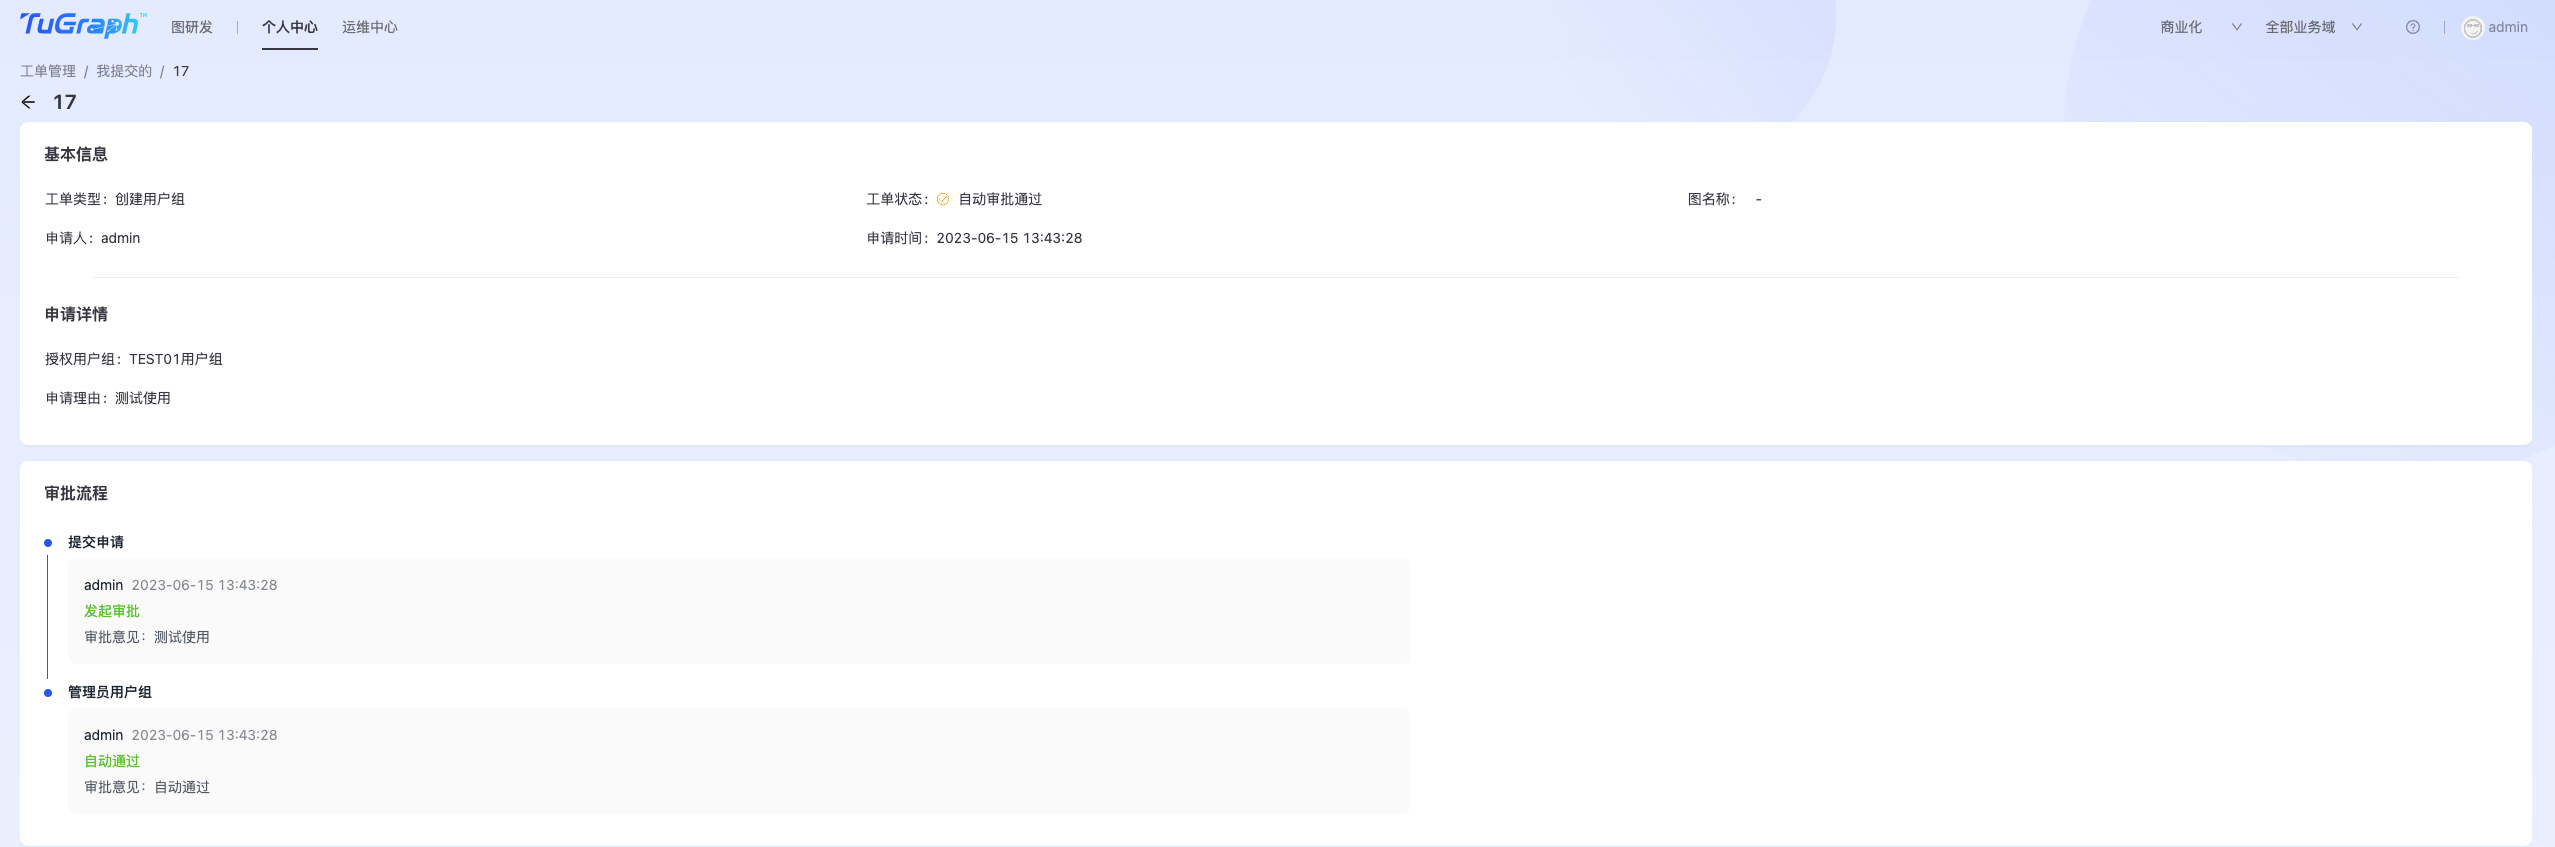 TuGraph™ 图研发 | 个人中心 运维中心 商业化 全部业务域 | admin
工单管理 / 我提交的 / 17
17
基本信息
工单类型：创建用户组 工单状态： 自动审批通过 图名称： -
申请人：admin 申请时间：2023-06-15 13:43:28
申请详情
授权用户组：TEST01用户组
申请理由：测试使用
审批流程
提交申请
admin 2023-06-15 13:43:28
发起审批
审批意见：测试使用
管理员用户组
admin 2023-06-15 13:43:28
自动通过
审批意见：自动通过